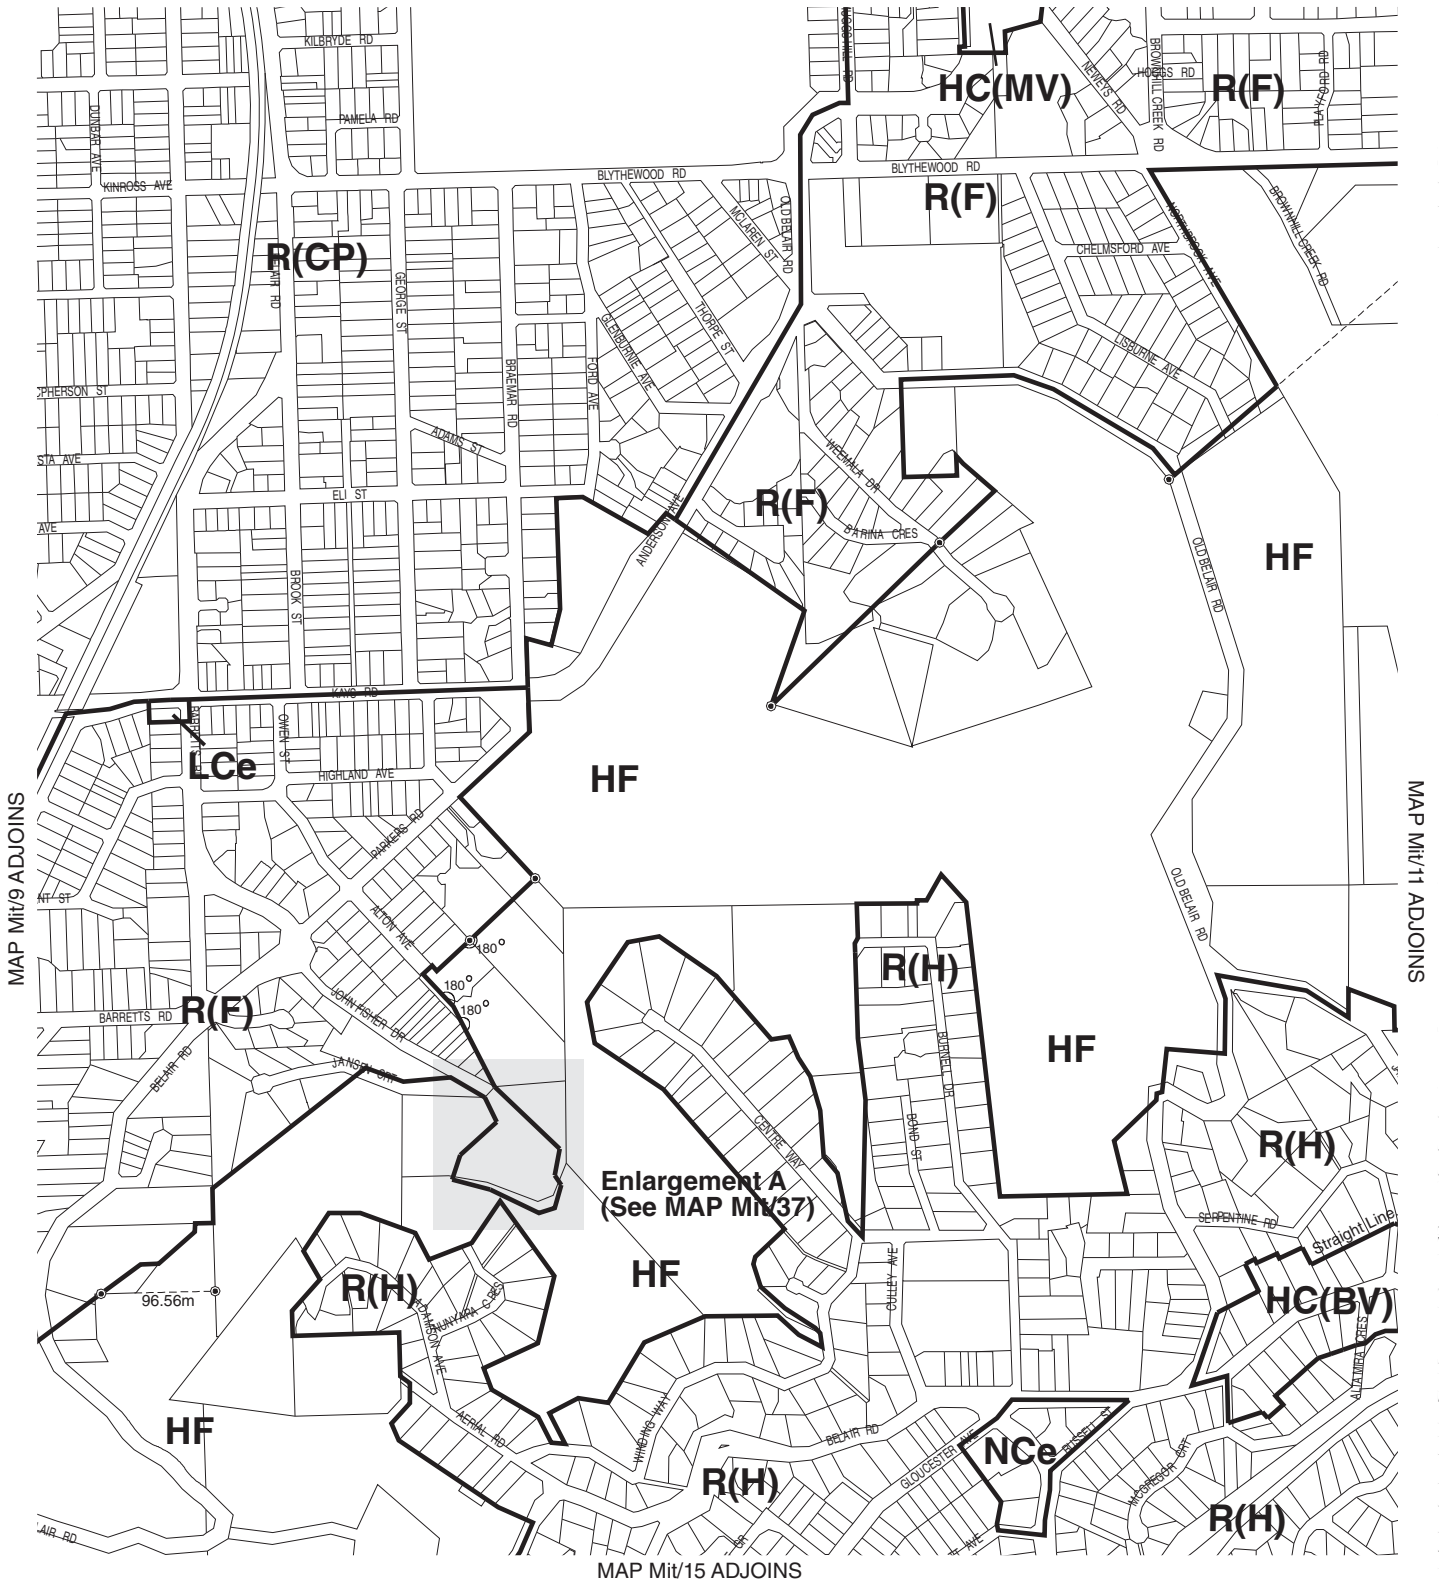 KILBRYDE RD
HC(MV)
NEWEYS RD
BROWNHILL CREEK RD
HOGGS RD
R(F)
PLAYFORD RD
DUNBAR AVE
PAMELA RD
KINROSS AVE
BLYTHEWOOD RD
BLYTHEWOOD RD
R(F)
MCLAREN ST
OLD BELAIR RD
NORTHBROOK AVE
BROWNHILL CREEK RD
R(CP)
CHELMSFORD AVE
GEORGE ST
THORPE ST
GLENBURNIE AVE
LISBURNE AVE
BRAEMAR RD
FORD AVE
ADAMS ST
WEEMALA DR
ELI ST
R(F)
BARINA CRES
ANDERSON AVE
AVE
OLD BELAIR RD
HF
BROOK ST
KAYS RD
OWEN ST
LCe
HIGHLAND AVE
HF
PARKERS RD
MAP Mit/9 ADJOINS
MAP Mit/11 ADJOINS
OLD BELAIR RD
ALTON AVE
180°
R(H)
180°
180°
R(F)
BARRETTS RD
JOHN FISHER DR
BELAIR RD
JANSEN CRT
BURNELL DR
HF
CENTRE WAY
BOND ST
R(H)
Enlargement A
(See MAP Mit/37)
SERPENTINE RD
Straight Line
HF
CULLEY AVE
R(H)
96.56m
NUNYAPA CRES
ADAMSON AVE
HC(BV)
ALTA MIRA CRES
HF
AERIAL RD
WINDING WAY
BELAIR RD
GLOUCESTER AVE
NCe
RUSSELL ST
MCGREGOR CRT
R(H)
R(H)
MAP Mit/15 ADJOINS